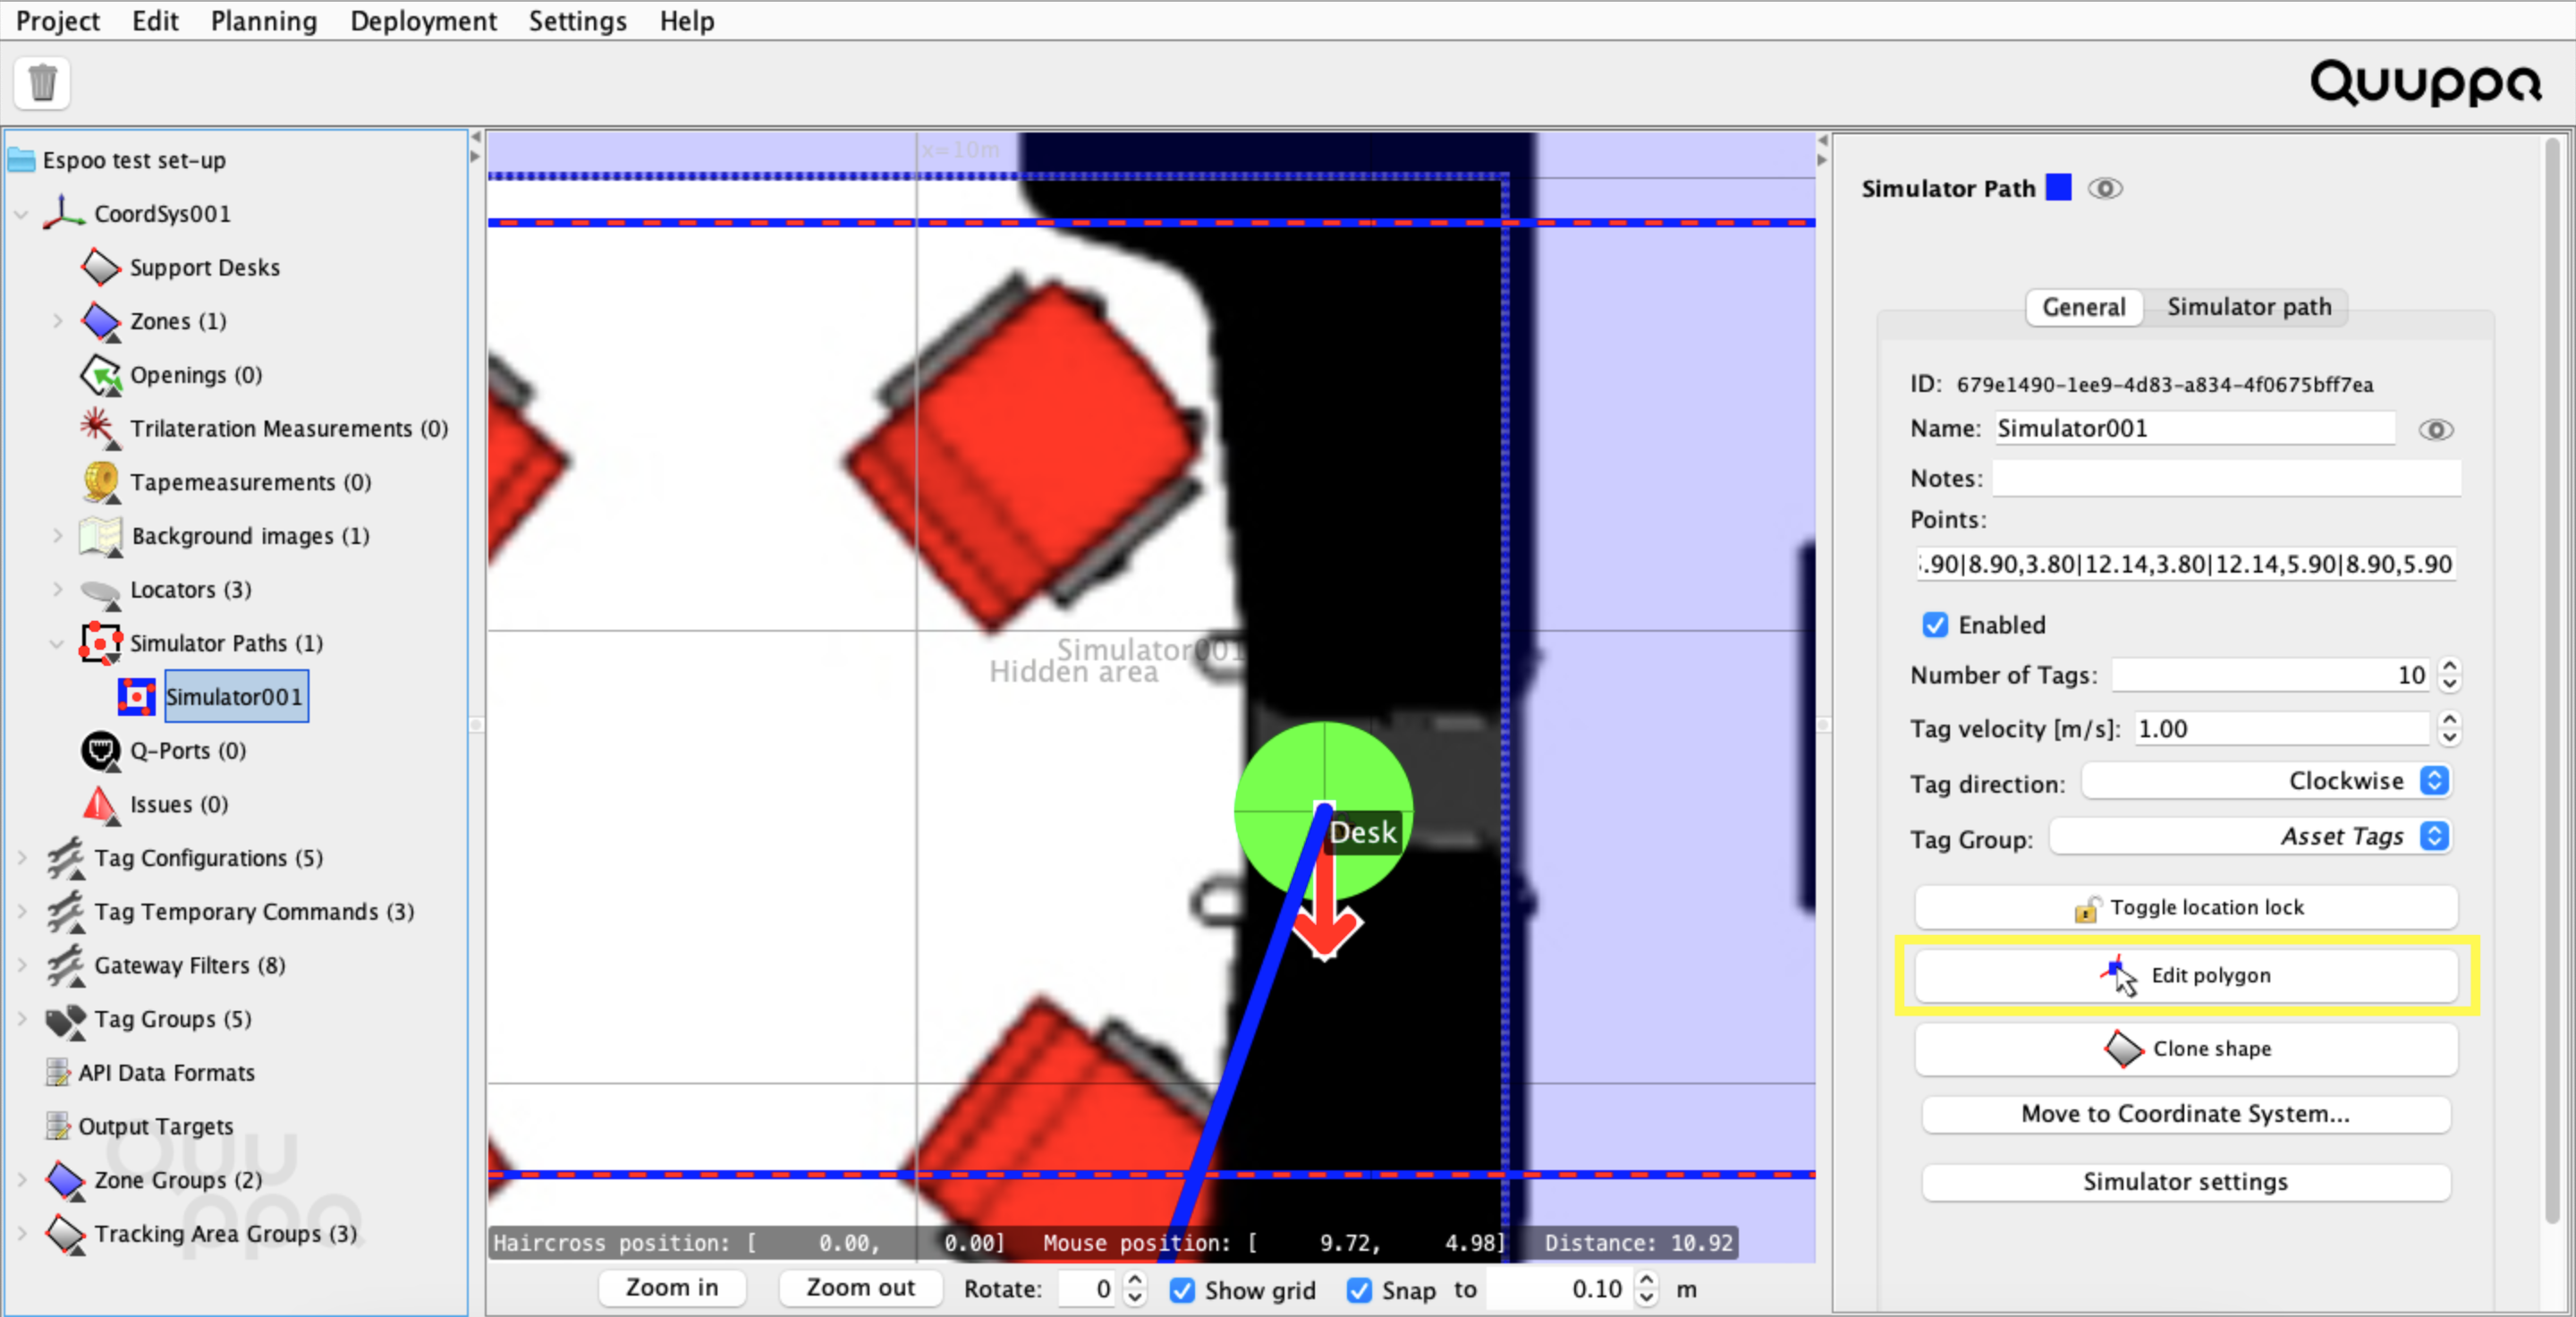 Project Edit Planning Deployment Settings Help
Quuppa
Espoo test set-up
CoordSys001
Support Desks
Zones (1)
Openings (0)
Trilateration Measurements (0)
Tapemeasurements (0)
Background images (1)
Locators (3)
Simulator Paths (1)
Simulator001
Q-Ports (0)
Issues (0)
Tag Configurations (5)
Tag Temporary Commands (3)
Gateway Filters (8)
Tag Groups (5)
API Data Formats
Output Targets
Zone Groups (2)
Tracking Area Groups (3)
Quuppa
x=10m
Simulator001
Hidden area
Desk
Haircross position: [ 0.00, 0.00] Mouse position: [ 9.72, 4.98] Distance: 10.92
Zoom in Zoom out Rotate: 0 Show grid Snap to 0.10 m
Simulator Path
General Simulator path
ID: 679e1490-1ee9-4d83-a834-4f0675bff7ea
Name: Simulator001
Notes:
Points:
.90|8.90,3.80|12.14,3.80|12.14,5.90|8.90,5.90
Enabled
Number of Tags: 10
Tag velocity [m/s]: 1.00
Tag direction: Clockwise
Tag Group: Asset Tags
Toggle location lock
Edit polygon
Clone shape
Move to Coordinate System...
Simulator settings